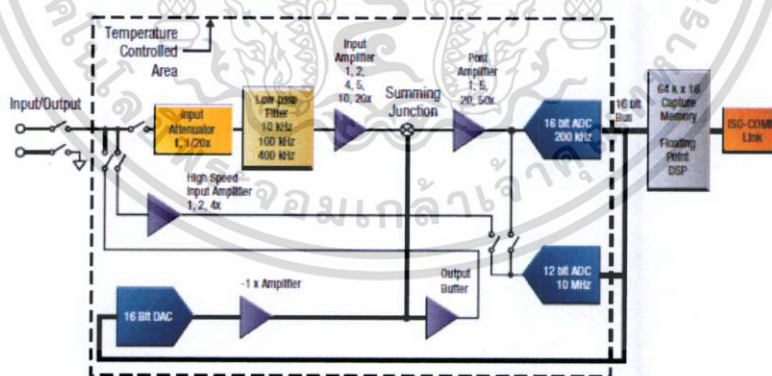 Temperature
Controlled
Area
Input/Output
Input
Attenuator
1, 1/20x
Low-pass
Filter
10 kHz
100 kHz
400 kHz
Input
Amplifier
1, 2,
4, 5,
10, 20x
Summing
Junction
Post
Amplifier
1, 5,
20, 50x
16 bit ADC
200 kHz
16 bit
Bus
64 k x 16
Capture
Memory
Floating
Point
DSP
ISO-COMM
Link
High Speed
Input Amplifier
1, 2, 4x
12 bit ADC
10 MHz
16 Bit DAC
-1 x Amplifier
Output
Buffer